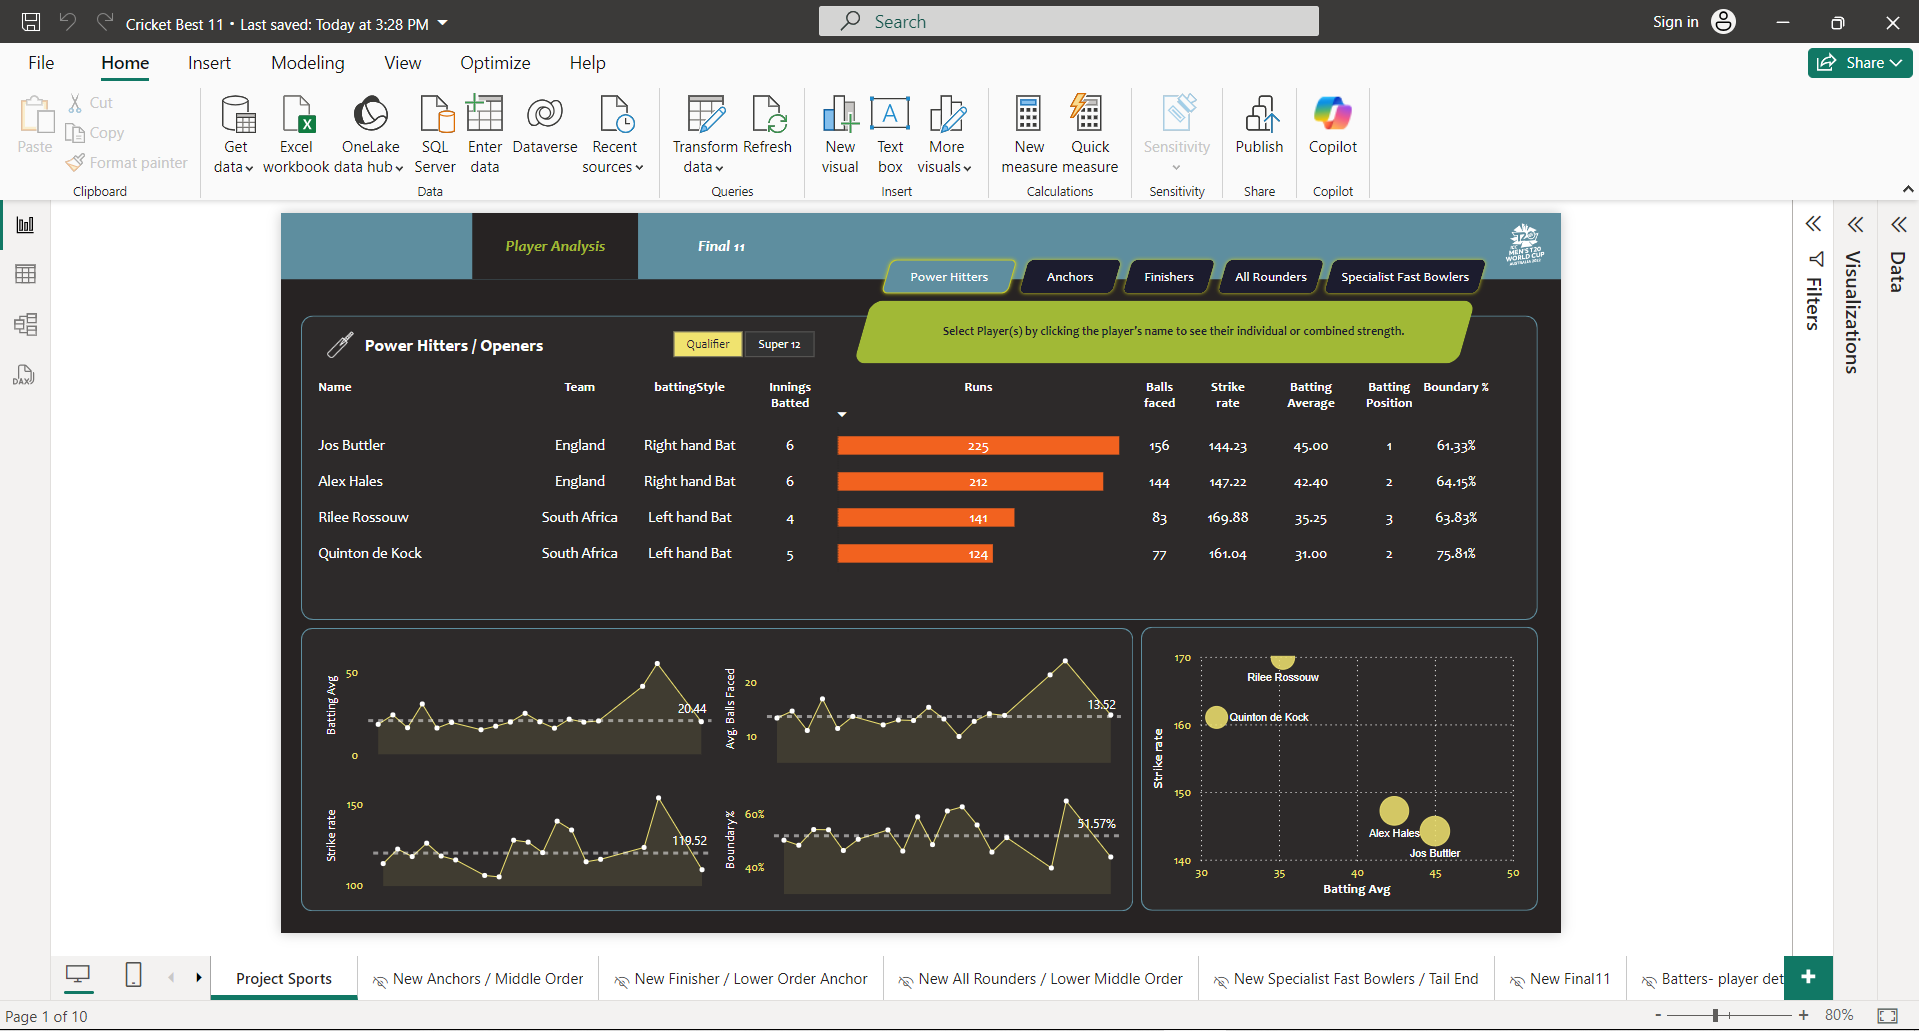 Cricket Best 11 • Last saved: Today at 3:28 PM
Search
Sign in
File Home Insert Modeling View Optimize Help
Share
Paste
Cut
Copy
Format painter
Clipboard
Get data
Excel workbook
OneLake data hub
SQL Server
Enter data
Dataverse
Recent sources
Data
Transform data
Refresh
Queries
New visual
Text box
More visuals
Insert
New measure
Quick measure
Calculations
Sensitivity
Sensitivity
Publish
Share
Copilot
Copilot
Player Analysis
Final 11
T20
MEN'S T20
WORLD CUP
Power Hitters
Anchors
Finishers
All Rounders
Specialist Fast Bowlers
Select Player(s) by clicking the player's name to see their individual or combined strength.
Power Hitters / Openers
Qualifier
Super 12
Name Team battingStyle Innings Batted Runs Balls faced Strike rate Batting Average Batting Position Boundary %
Jos Buttler England Right hand Bat 6 225 156 144.23 45.00 1 61.33%
Alex Hales England Right hand Bat 6 212 144 147.22 42.40 2 64.15%
Rilee Rossouw South Africa Left hand Bat 4 141 83 169.88 35.25 3 63.83%
Quinton de Kock South Africa Left hand Bat 5 124 77 161.04 31.00 2 75.81%
Batting Avg
50
0
20.44
Avg. Balls Faced
20
10
13.52
Strike rate
150
100
119.52
Boundary%
60%
40%
51.57%
Strike rate
170
160
150
140
Rilee Rossouw
Quinton de Kock
Alex Hales
Jos Buttler
30 35 40 45 50
Batting Avg
Filters
Visualizations
Data
DAX
Project Sports
New Anchors / Middle Order
New Finisher / Lower Order Anchor
New All Rounders / Lower Middle Order
New Specialist Fast Bowlers / Tail End
New Final11
Batters- player det
+
Page 1 of 10
- + 80%